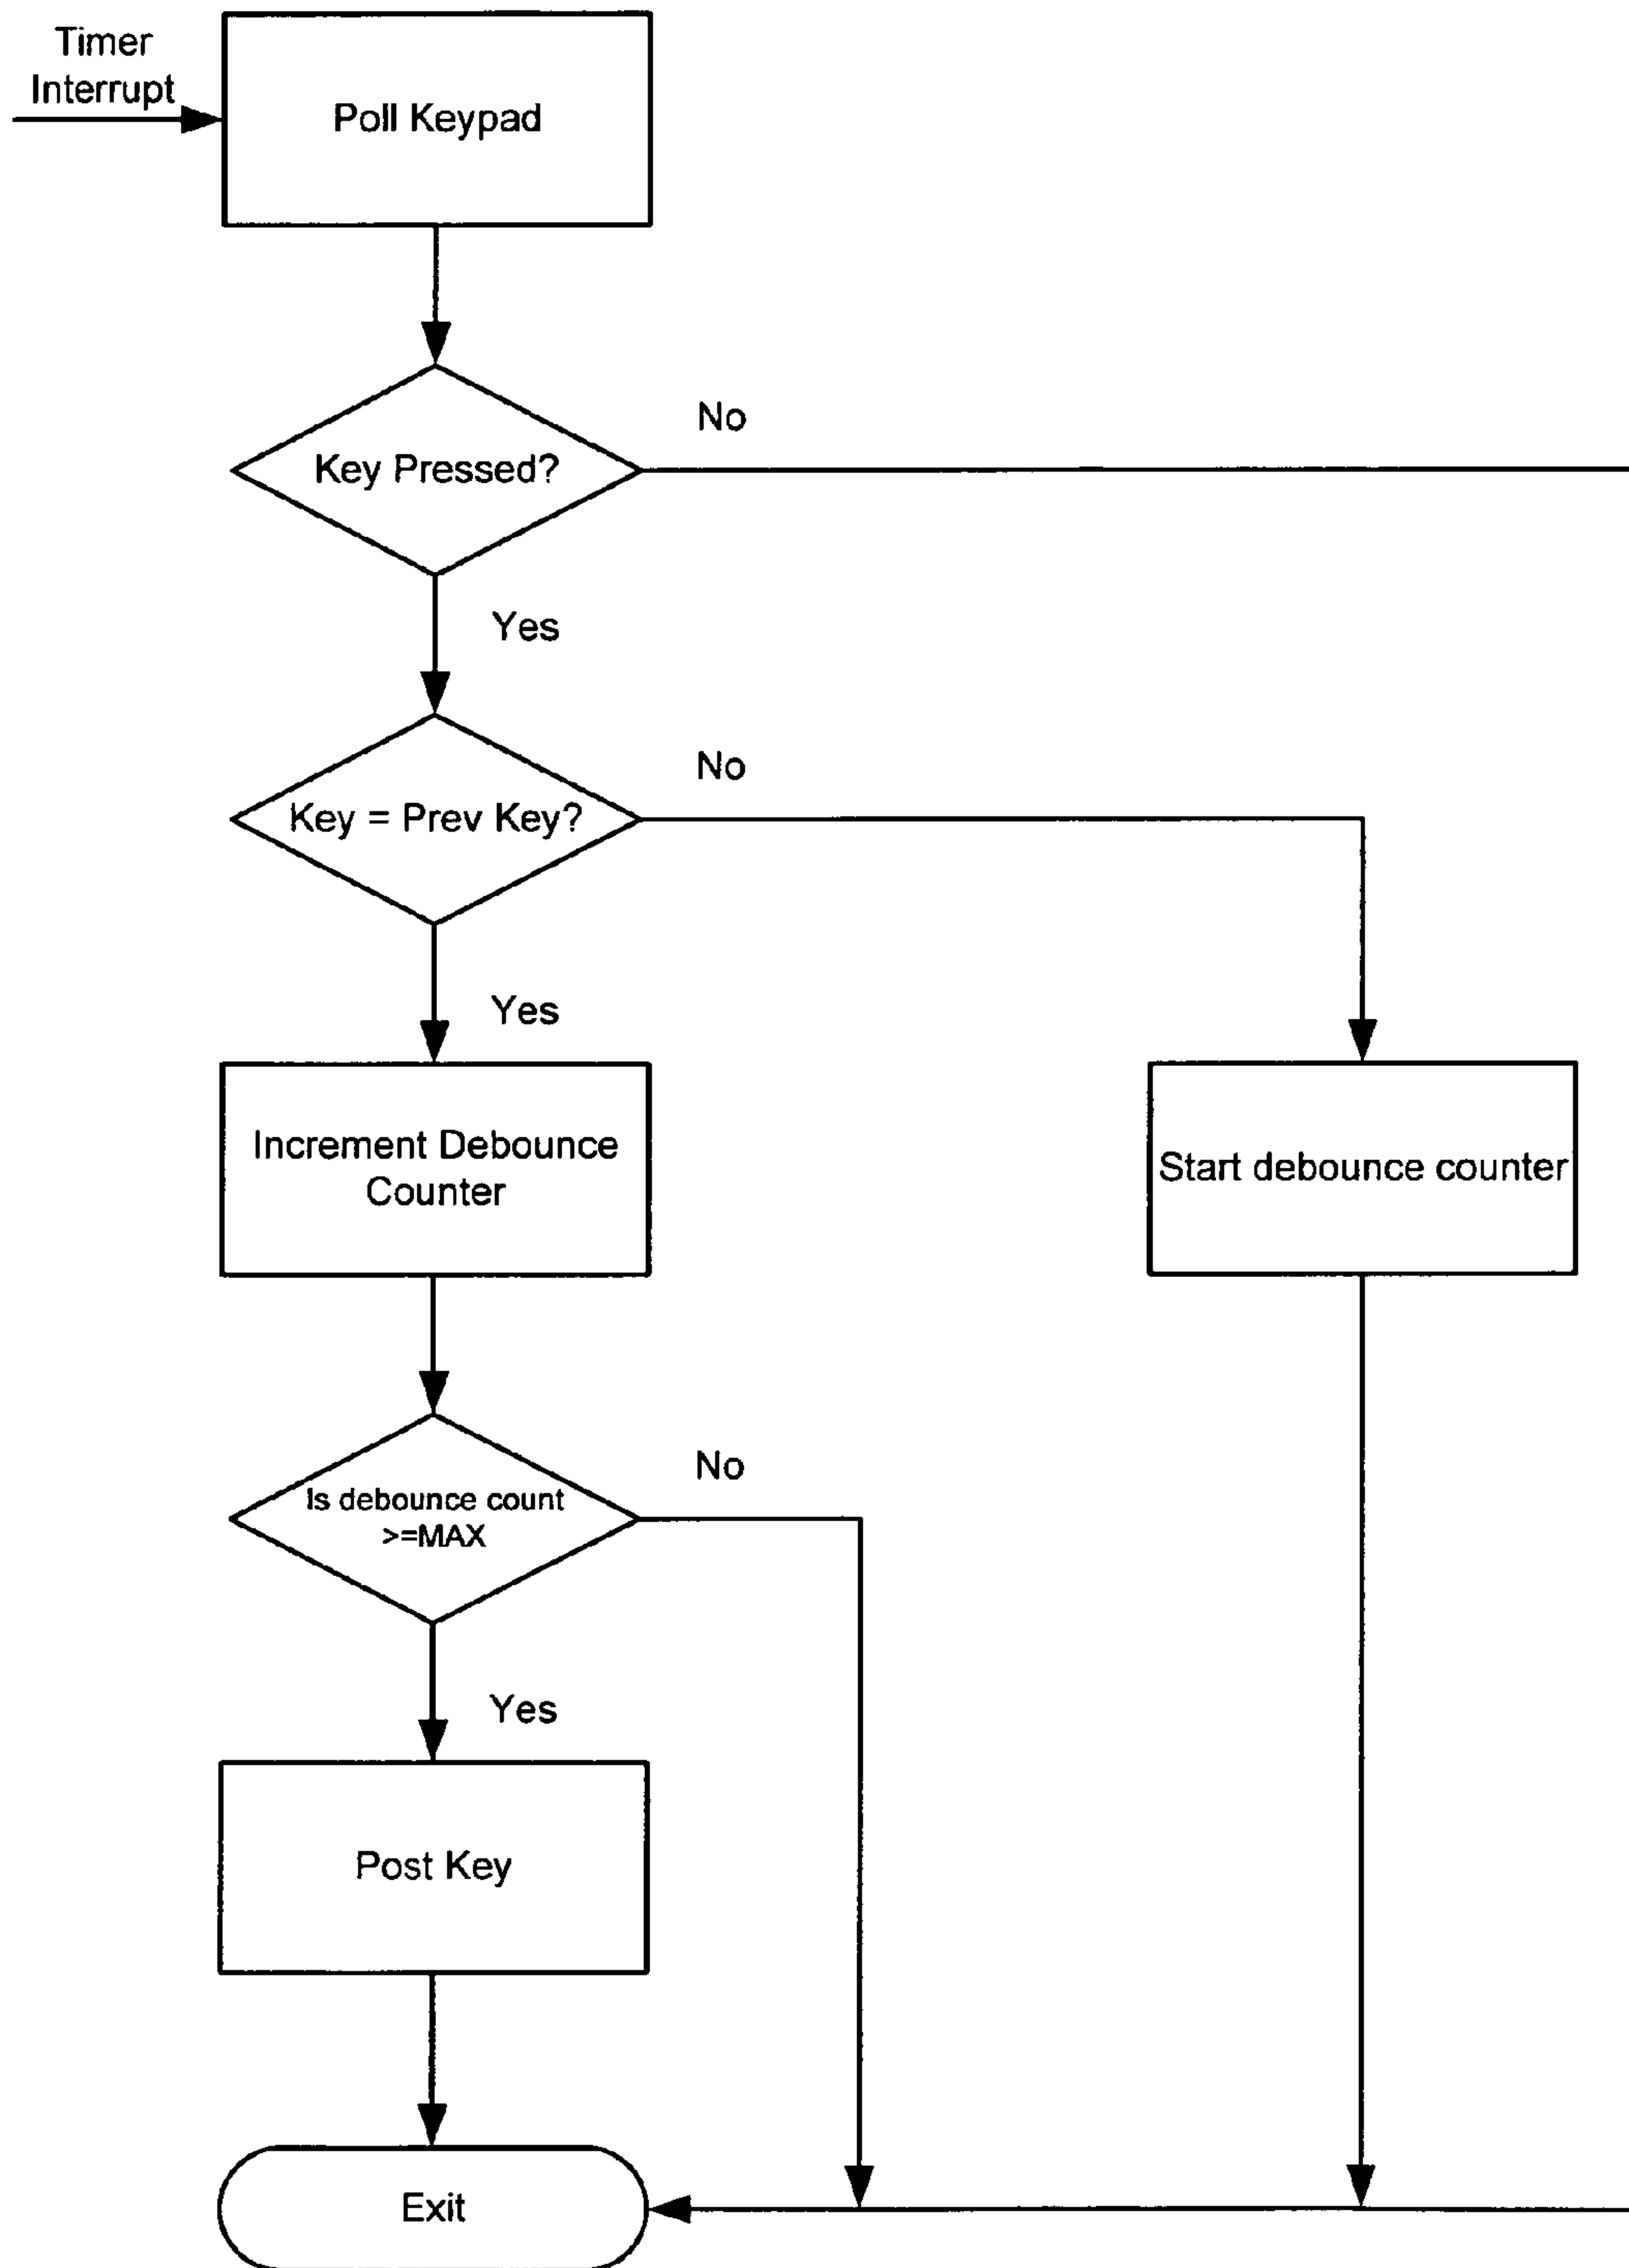 Timer
Interrupt
Poll Keypad
No
Key Pressed?
Yes
No
Key = Prev Key?
Yes
Increment Debounce
Counter
Start debounce counter
No
Is debounce count
>=MAX
Yes
Post Key
Exit